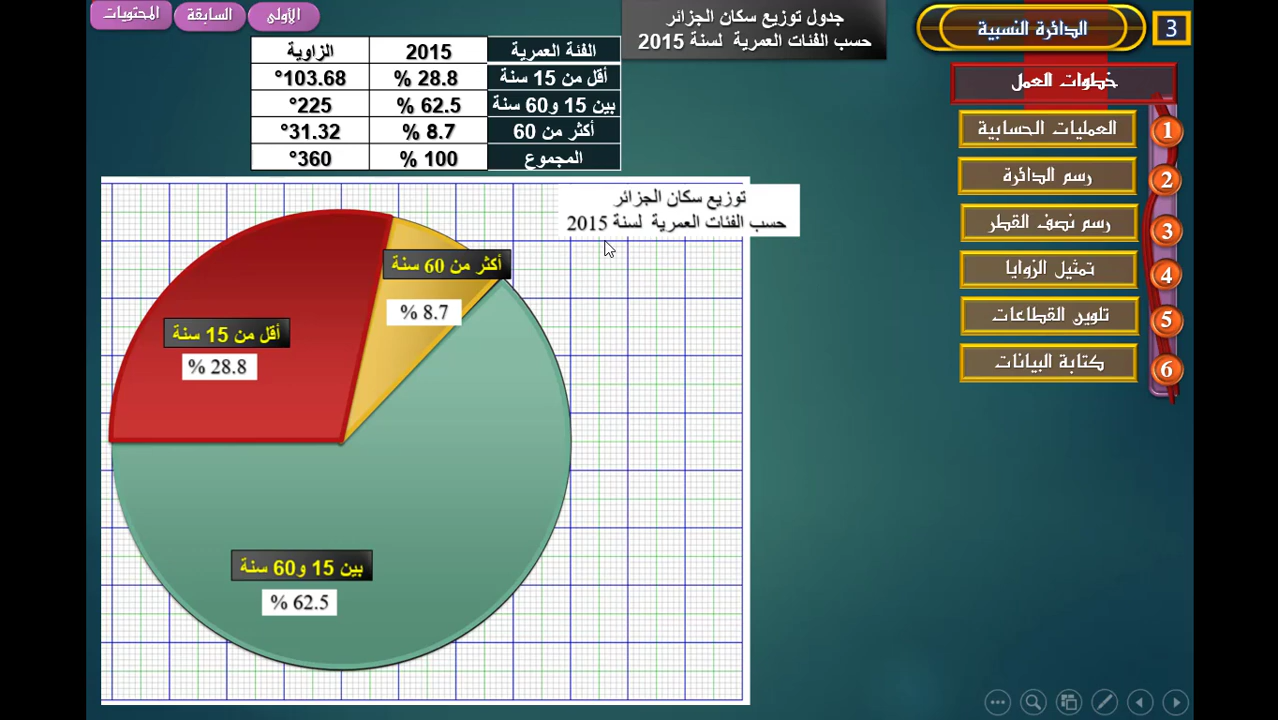 3
الدائرة النسبية
جدول توزيع سكان الجزائر
حسب الفئات العمرية لسنة 2015
الأولى
السابقة
المحتويات
خطوات العمل
العمليات الحسابية 1
رسم الدائرة 2
رسم نصف القطر 3
تمثيل الزوايا 4
تلوين القطاعات 5
كتابة البيانات 6
الفئة العمرية 2015 الزاوية
أقل من 15 سنة 28.8 % 103.68°
بين 15 و60 سنة 62.5 % 225°
أكثر من 60 8.7 % 31.32°
المجموع 100 % 360°
توزيع سكان الجزائر
حسب الفئات العمرية لسنة 2015
أكثر من 60 سنة
8.7 %
أقل من 15 سنة
28.8 %
بين 15 و60 سنة
62.5 %